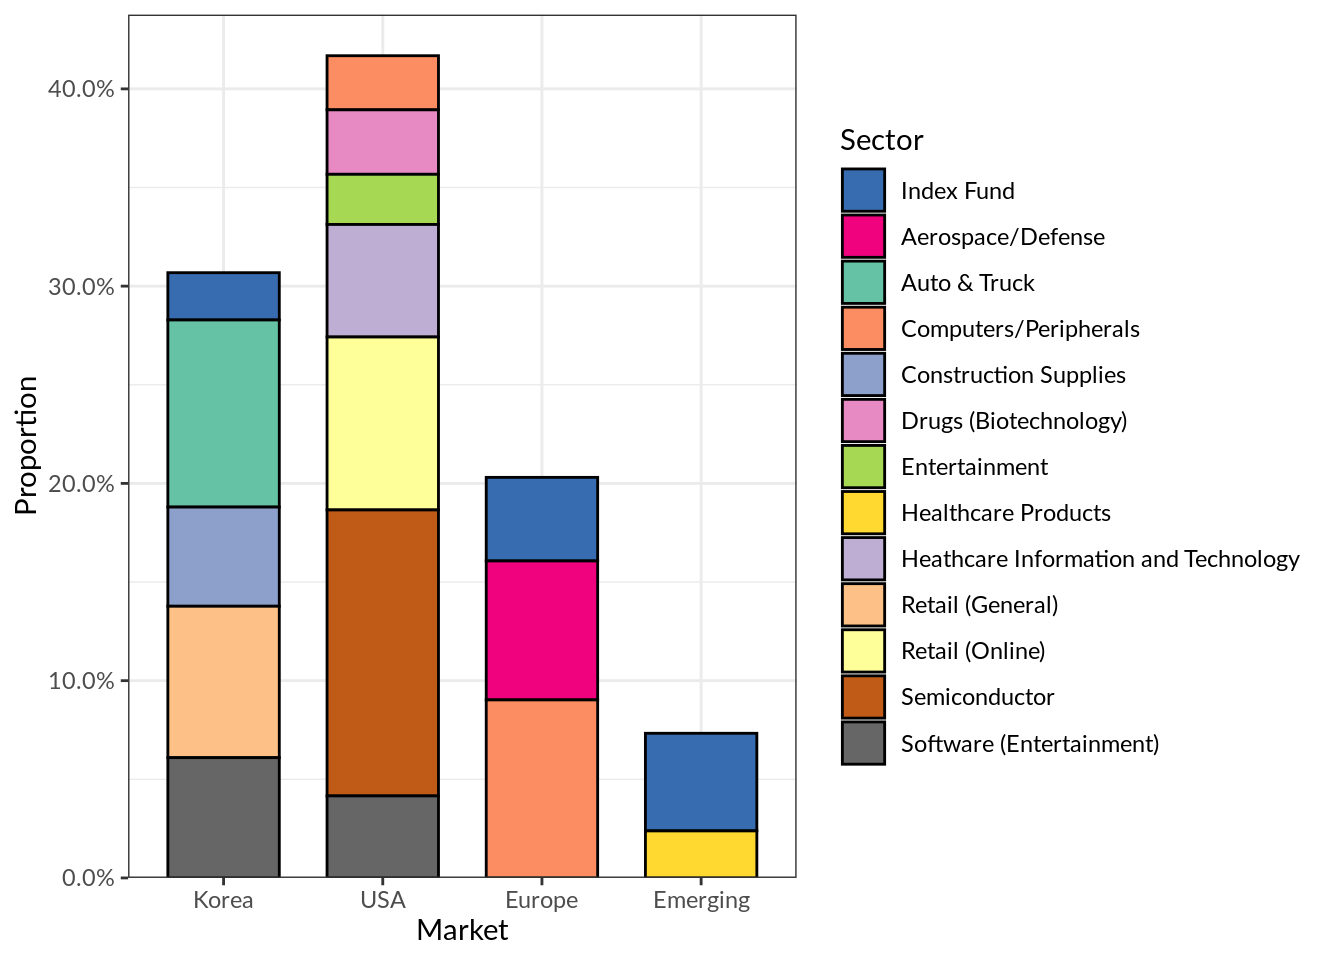 40.0%
30.0%
20.0%
10.0%
0.0%
Proportion
Korea
USA
Europe
Emerging
Market
Sector
Index Fund
Aerospace/Defense
Auto & Truck
Computers/Peripherals
Construction Supplies
Drugs (Biotechnology)
Entertainment
Healthcare Products
Heathcare Information and Technology
Retail (General)
Retail (Online)
Semiconductor
Software (Entertainment)